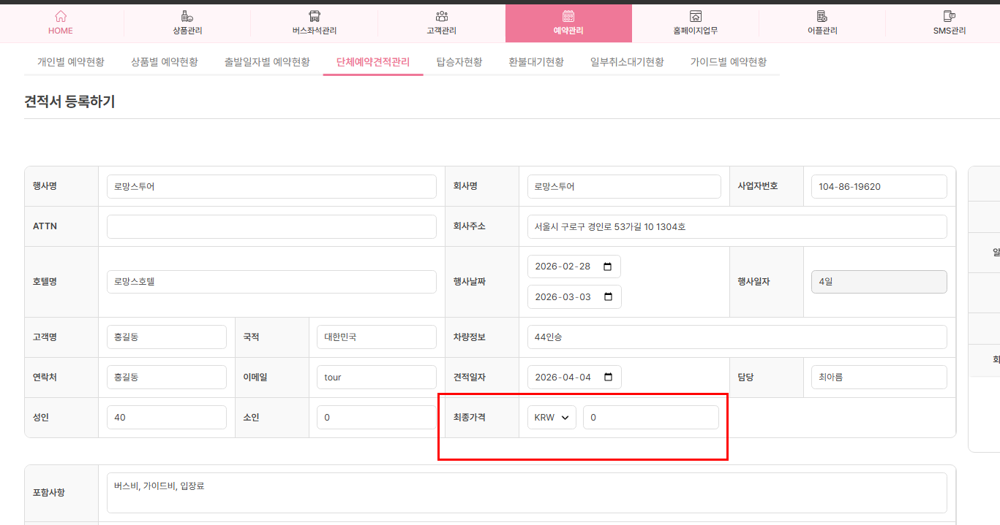 HOME 상품관리 버스좌석관리 고객관리 예약관리 홈페이지업무 어플관리 SMS관리
개인별 예약현황 상품별 예약현황 출발일자별 예약현황 단체예약견적관리 탑승자현황 환불대기현황 일부취소대기현황 가이드별 예약현황
견적서 등록하기
행사명 로망스투어 회사명 로망스투어 사업자번호 104-86-19620
ATTN 회사주소 서울시 구로구 경인로 53가길 10 1304호
호텔명 로망스호텔 행사날짜 2026-02-28 2026-03-03 행사일자 4일
고객명 홍길동 국적 대한민국 차량정보 44인승
연락처 홍길동 이메일 tour 견적일자 2026-04-04 담당 최아름
성인 40 소인 0 최종가격 KRW 0
포함사항 버스비, 가이드비, 입장료